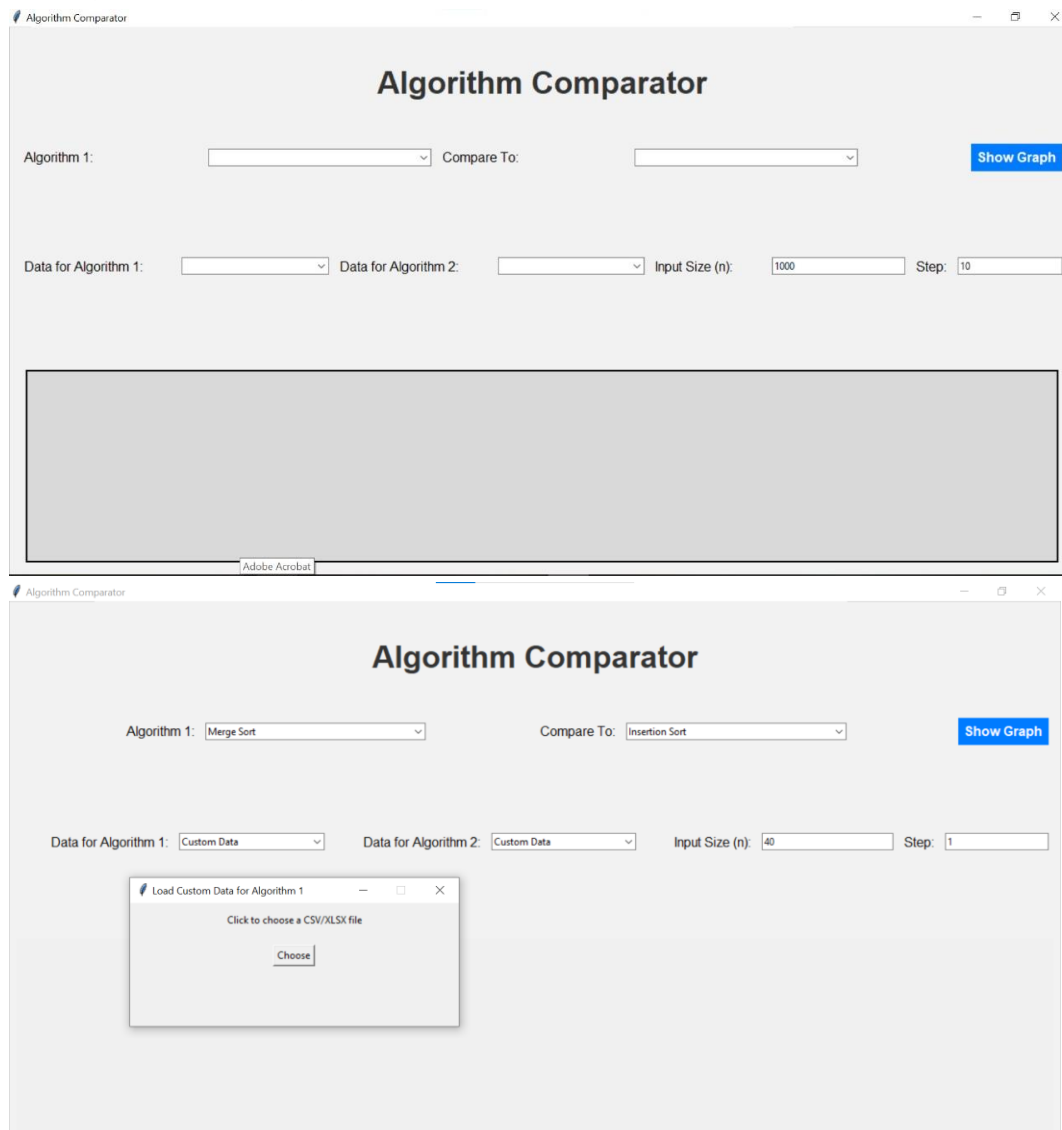 Algorithm Comparator
Algorithm Comparator
Algorithm 1: Compare To: Show Graph
Data for Algorithm 1: Data for Algorithm 2: Input Size (n): 1000 Step: 10
Adobe Acrobat
Algorithm Comparator
Algorithm Comparator
Algorithm 1: Merge Sort Compare To: Insertion Sort Show Graph
Data for Algorithm 1: Custom Data Data for Algorithm 2: Custom Data Input Size (n): 40 Step: 1
Load Custom Data for Algorithm 1
Click to choose a CSV/XLSX file
Choose